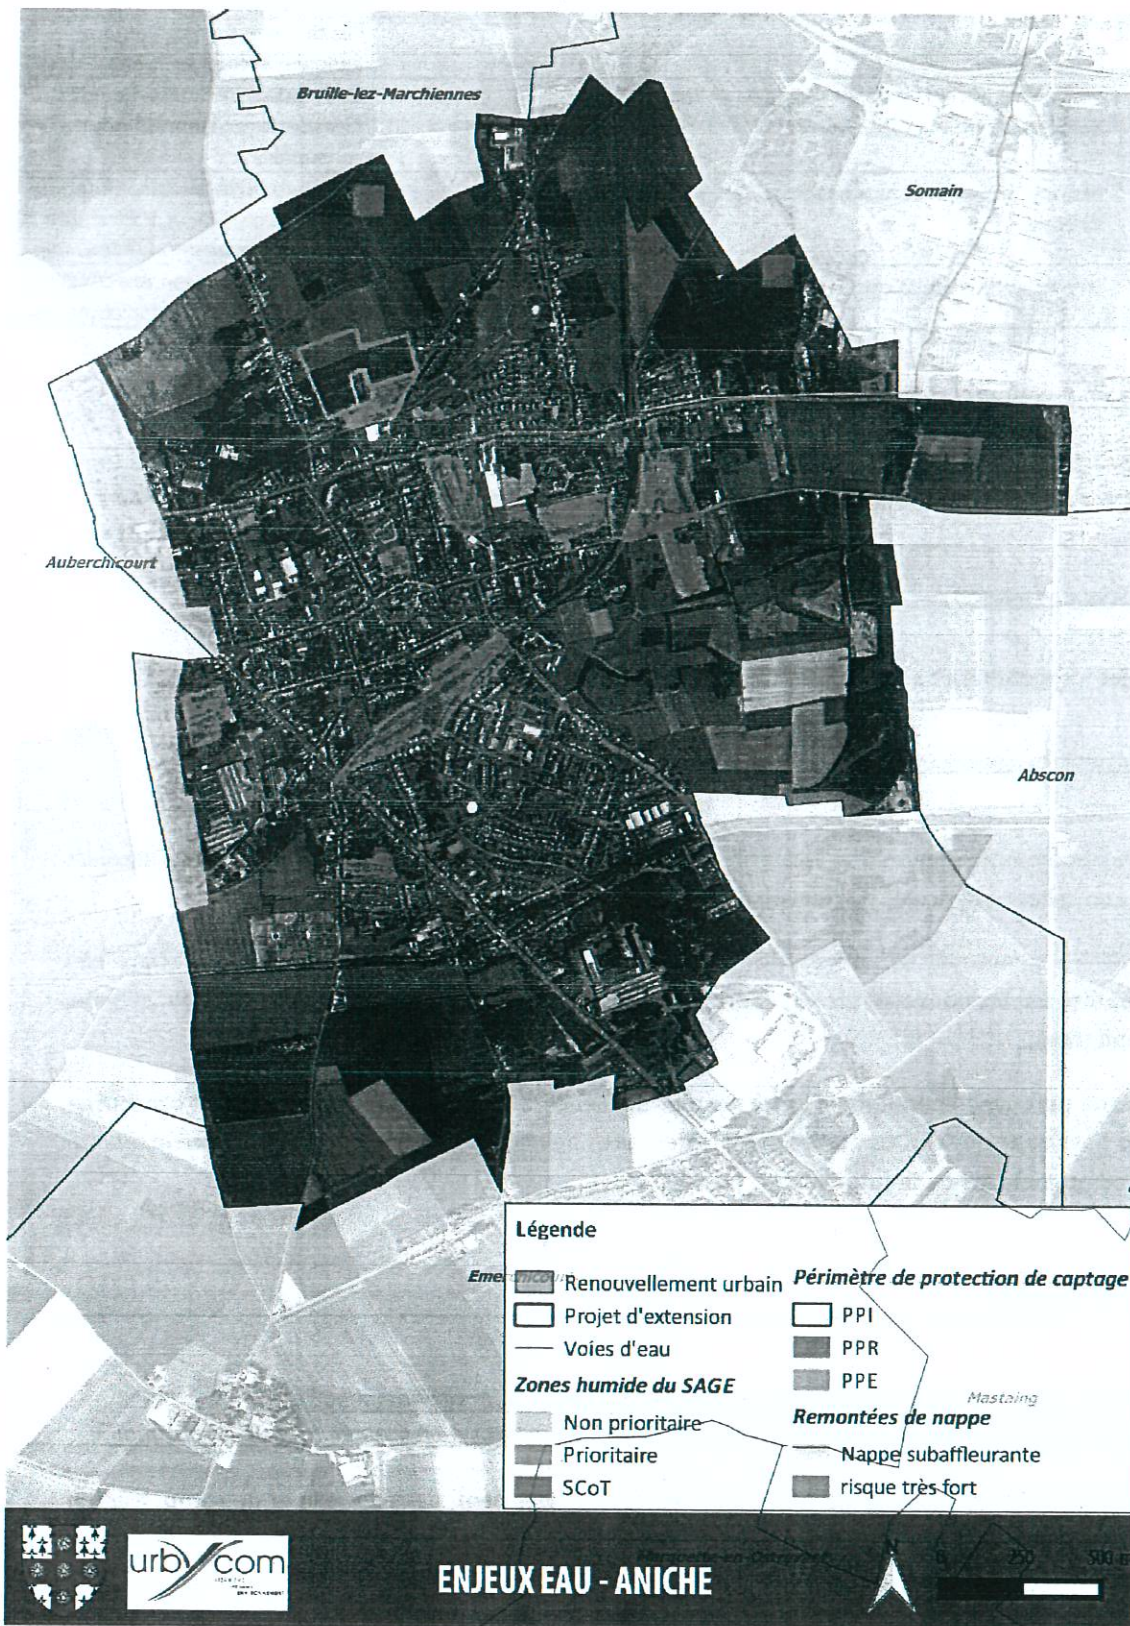 Bruille-lez-Marchiennes
Somain
Auberchicourt
Abscon
Légende
Renouvellement urbain
Projet d'extension
Voies d'eau
Zones humide du SAGE
Non prioritaire
Prioritaire
SCoT
Périmètre de protection de captage
PPI
PPR
PPE
Mastaing
Remontées de nappe
Nappe subaffleurante
risque très fort
urbycom
ENJEUX EAU - ANICHE
N
0 250 500 m